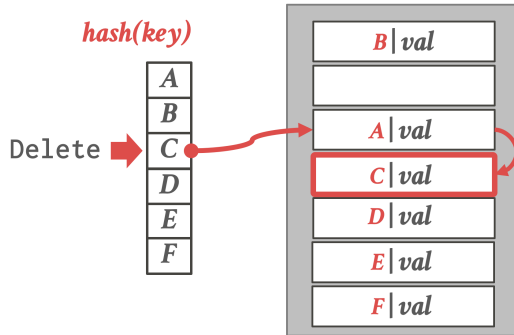 hash(key)
A
B
Delete
C
D
E
F
B|val
A|val
C|val
D|val
E|val
F|val